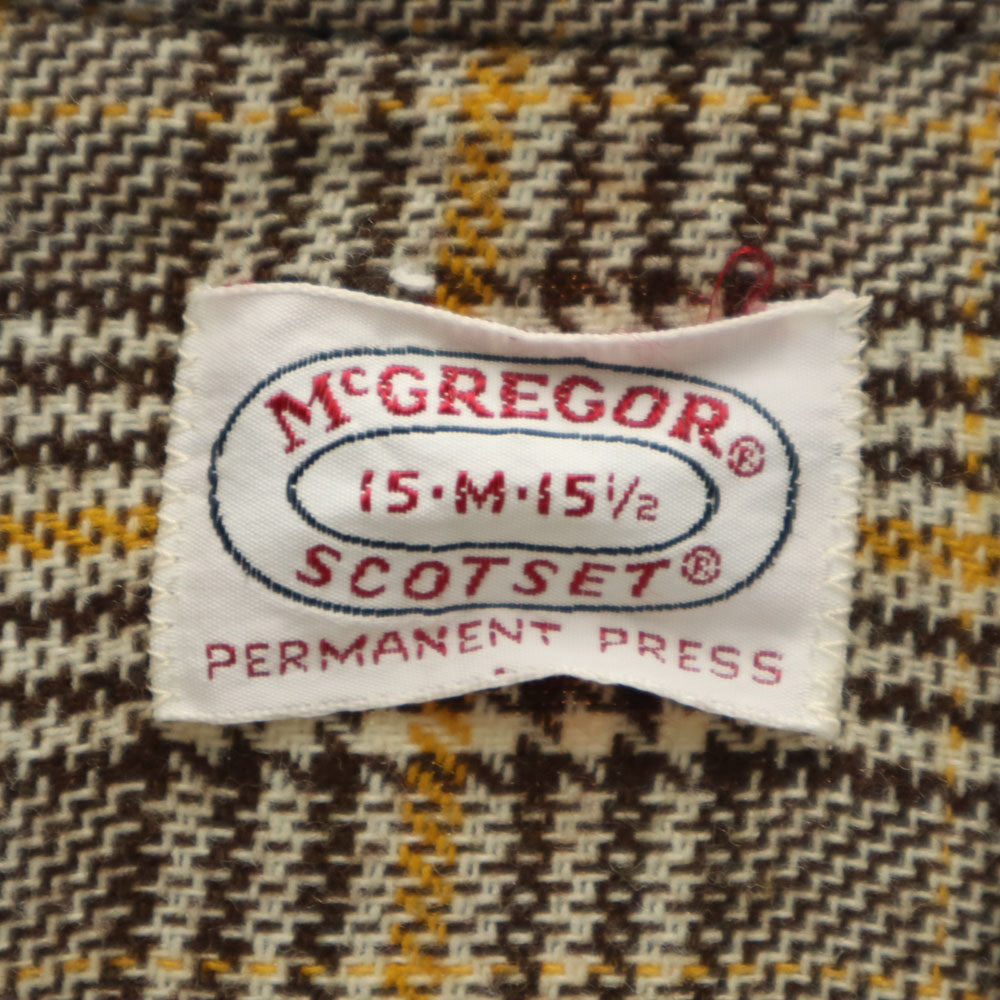 McGREGOR®
15·M·15½
SCOTSET®
PERMANENT PRESS